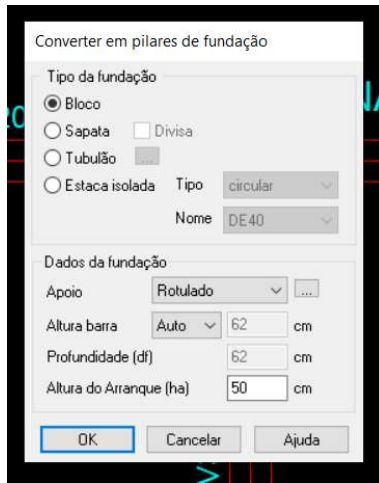 Converter em pilares de fundação
Tipo da fundação
Bloco
Sapata Divisa
Tubulão ...
Estaca isolada Tipo circular
Nome DE40
Dados da fundação
Apoio Rotulado ...
Altura barra Auto 62 cm
Profundidade (df) 62 cm
Altura do Arranque (ha) 50 cm
OK Cancelar Ajuda